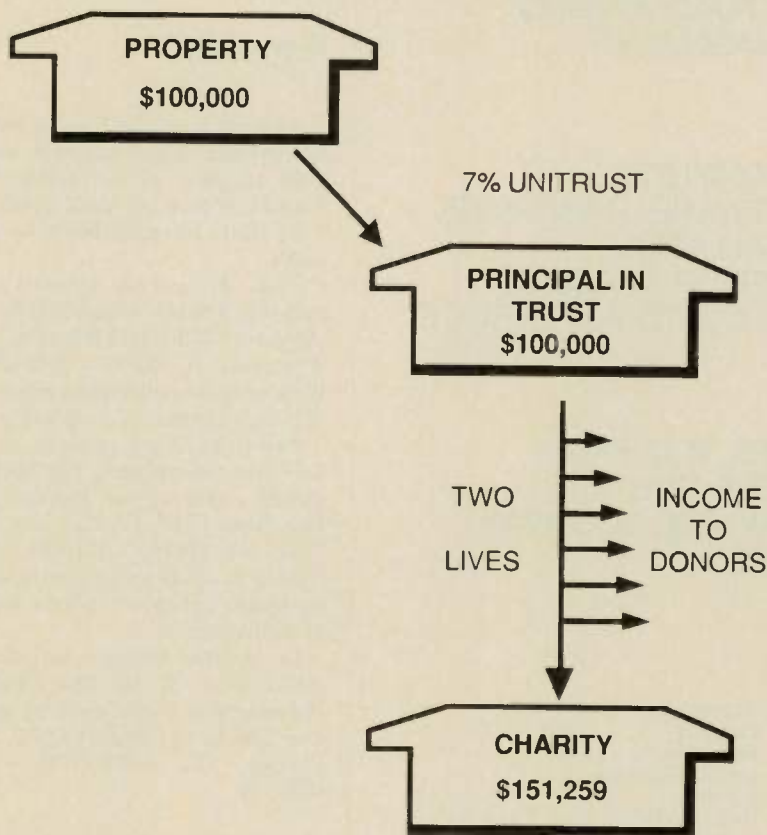 PROPERTY
$100,000
7% UNITRUST
PRINCIPAL IN
TRUST
$100,000
TWO
LIVES
INCOME
TO
DONORS
CHARITY
$151,259